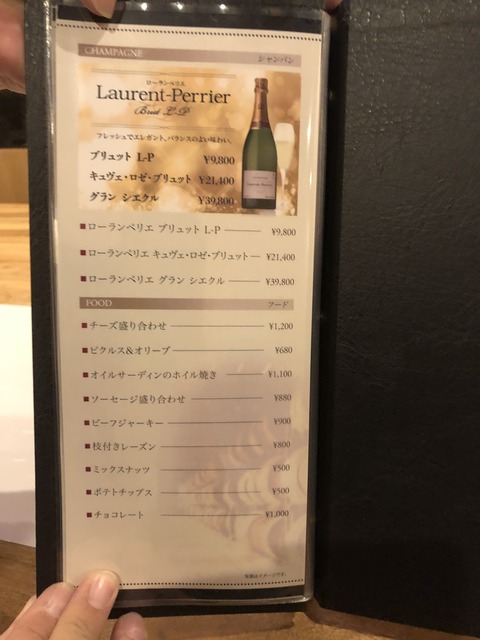 CHAMPAGNE シャンパン
ローランペリエ
Laurent-Perrier
Brut L-P
フレッシュでエレガント、バランスのよい味わい。
ブリュット L-P ¥9,800
キュヴェ・ロゼ・ブリュット ¥21,400
グラン シエクル ¥39,800
■ローランペリエ ブリュット L-P ¥9,800
■ローランペリエ キュヴェ・ロゼ・ブリュット ¥21,400
■ローランペリエ グラン シエクル ¥39,800
FOOD フード
■チーズ盛り合わせ ¥1,200
■ピクルス&オリーブ ¥680
■オイルサーディンのホイル焼き ¥1,100
■ソーセージ盛り合わせ ¥880
■ビーフジャーキー ¥900
■枝付きレーズン ¥800
■ミックスナッツ ¥500
■ポテトチップス ¥500
■チョコレート ¥1,000
写真はイメージです。